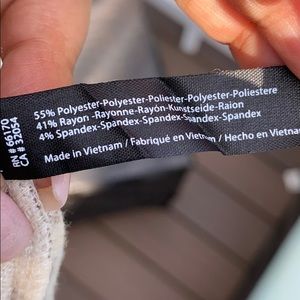 55% Polyester-Polyester-Poliester-Polyester-Poliestere
41% Rayon -Rayonne-Rayón-Kunstseide-Raion
4% Spandex-Spandex-Spandex-Spandex-Spandex
Made in Vietnam / Fabriqué en Vietnam / Hecho en Vietnam
RN # 66170
CA # 32054